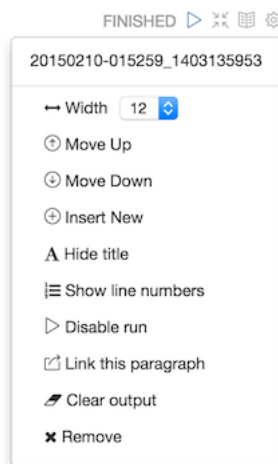 FINISHED
20150210-015259_1403135953
Width 12
Move Up
Move Down
Insert New
Hide title
Show line numbers
Disable run
Link this paragraph
Clear output
Remove